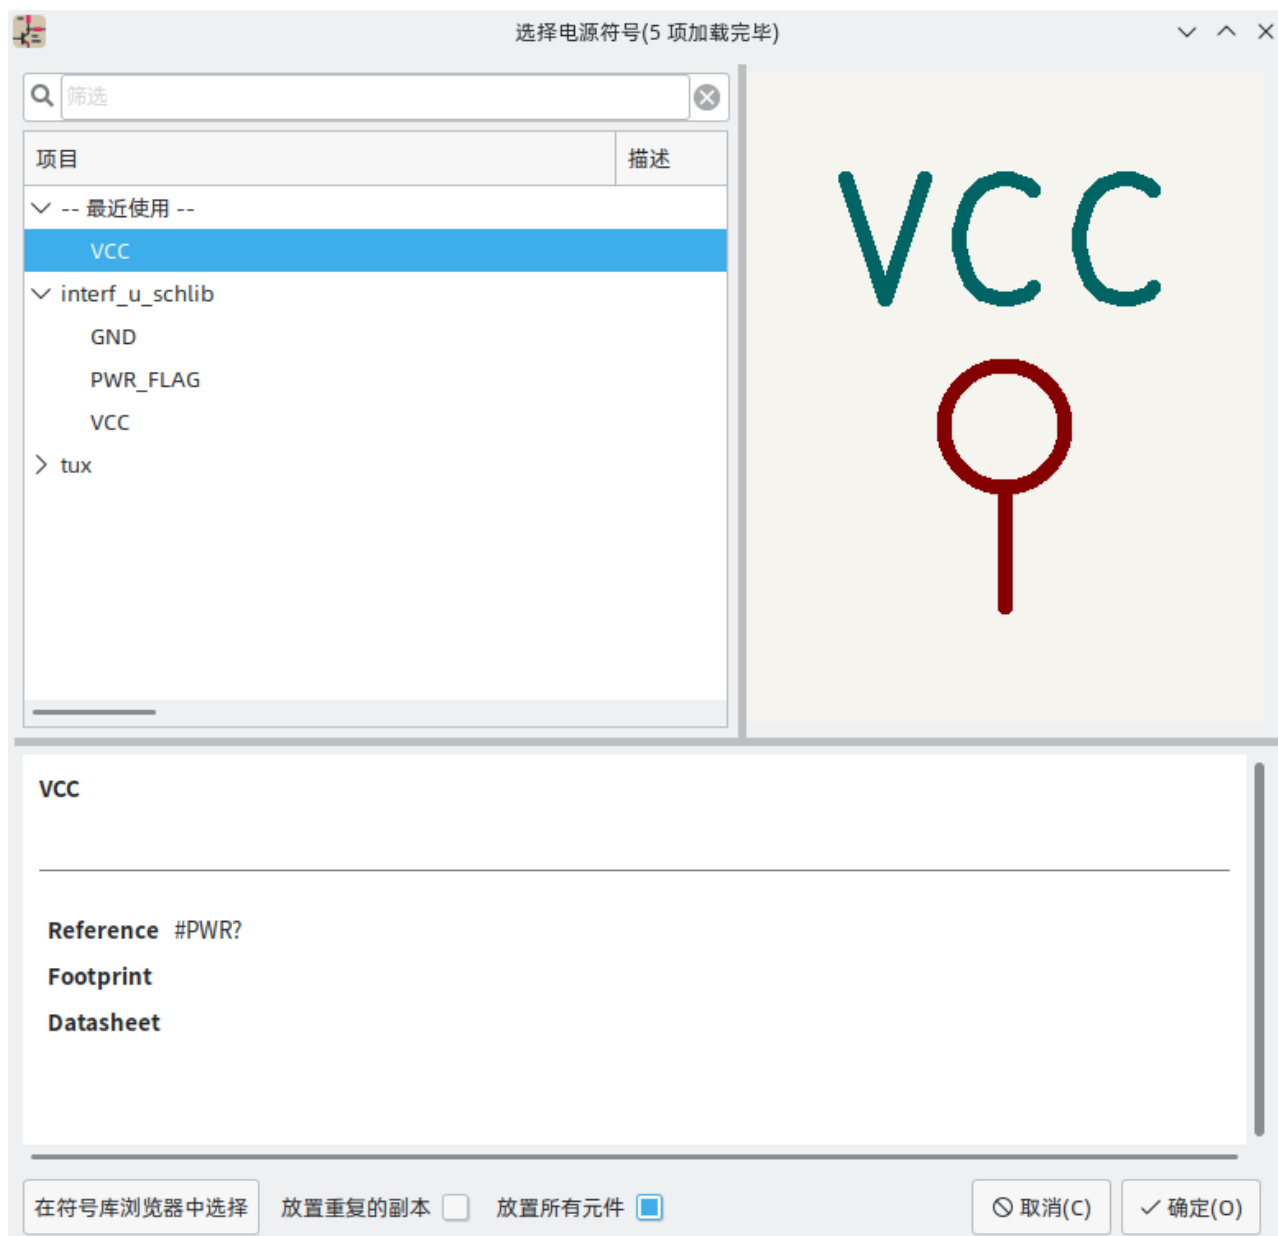 选择电源符号(5 项加载完毕)
筛选
项目 描述
-- 最近使用 --
VCC
interf_u_schlib
GND
PWR_FLAG
VCC
tux
VCC
VCC
Reference #PWR?
Footprint
Datasheet
在符号库浏览器中选择 放置重复的副本 放置所有元件 取消(C) 确定(O)